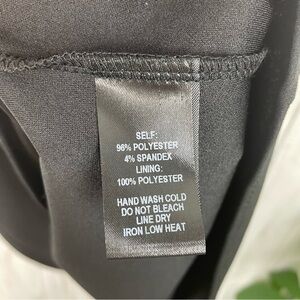 SELF:
96% POLYESTER
4% SPANDEX
LINING:
100% POLYESTER
HAND WASH COLD
DO NOT BLEACH
LINE DRY
IRON LOW HEAT